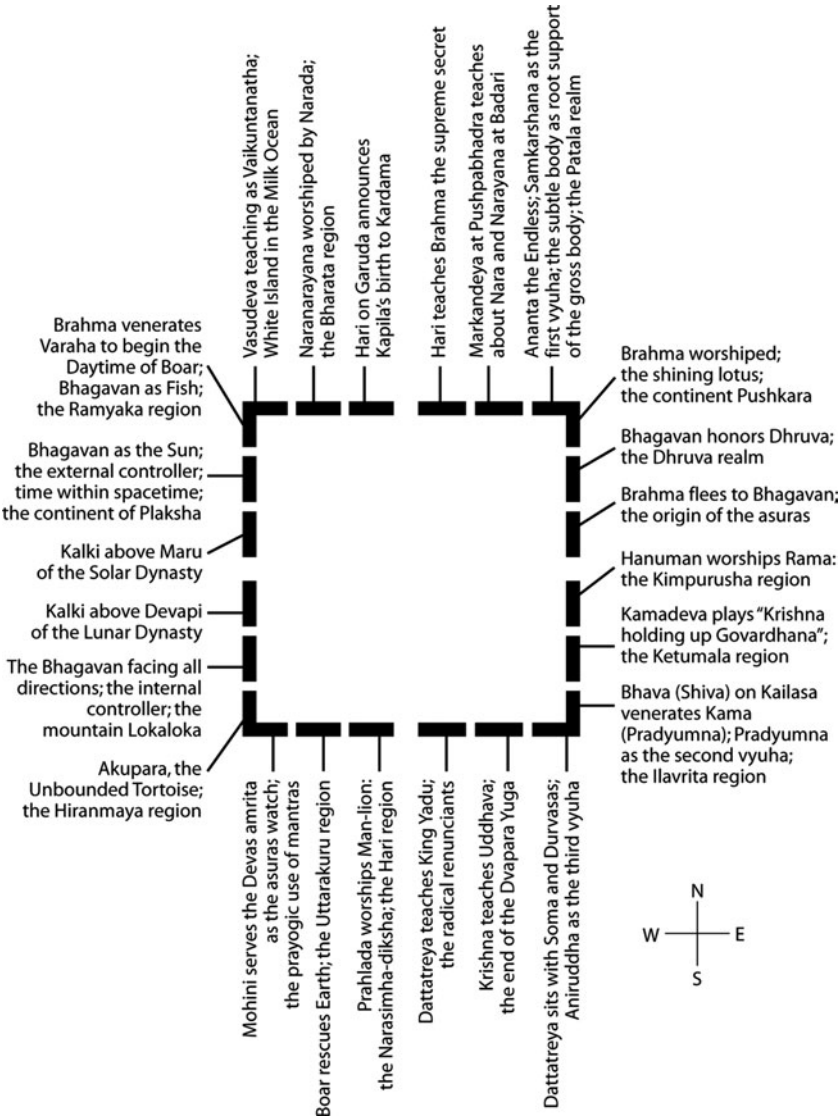 Vasudeva teaching as Vaikuntanatha;
White Island in the Milk Ocean
Naranarayana worshiped by Narada;
the Bharata region
Hari on Garuda announces
Kapila's birth to Kardama
Hari teaches Brahma the supreme secret
Markandeya at Pushpabhadra teaches
about Nara and Narayana at Badari
Ananta the Endless; Samkarshana as the
first vyuha; the subtle body as root support
of the gross body; the Patala realm
Brahma venerates
Varaha to begin the
Daytime of Boar;
Bhagavan as Fish;
the Ramyaka region
Bhagavan as the Sun;
the external controller;
time within spacetime;
the continent of Plaksha
Kalki above Maru
of the Solar Dynasty
Kalki above Devapi
of the Lunar Dynasty
The Bhagavan facing all
directions; the internal
controller; the
mountain Lokaloka
Akupara, the
Unbounded Tortoise;
the Hiranmaya region
Brahma worshiped;
the shining lotus;
the continent Pushkara
Bhagavan honors Dhruva;
the Dhruva realm
Brahma flees to Bhagavan;
the origin of the asuras
Hanuman worships Rama:
the Kimpurusha region
Kamadeva plays “Krishna
holding up Govardhana”;
the Ketumala region
Bhava (Shiva) on Kailasa
venerates Kama
(Pradyumna); Pradyumna
as the second vyuha;
the Ilavrita region
Mohini serves the Devas amrita
as the asuras watch;
the prayogic use of mantras
Boar rescues Earth; the Uttarakuru region
Prahlada worships Man-lion:
the Narasimha-diksha; the Hari region
Dattatreya teaches King Yadu;
the radical renunciants
Krishna teaches Uddhava;
the end of the Dvapara Yuga
Dattatreya sits with Soma and Durvasas;
Aniruddha as the third vyuha
N
W E
S